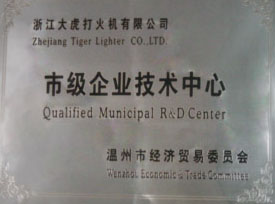 浙江大虎打火机有限公司
Zhejiang Tiger Lighter CO.,LTD
市级企业技术中心
Qualified Municipal R&D Center
温州市经济贸易委员会
Wenzhou Economic & Trade Committee